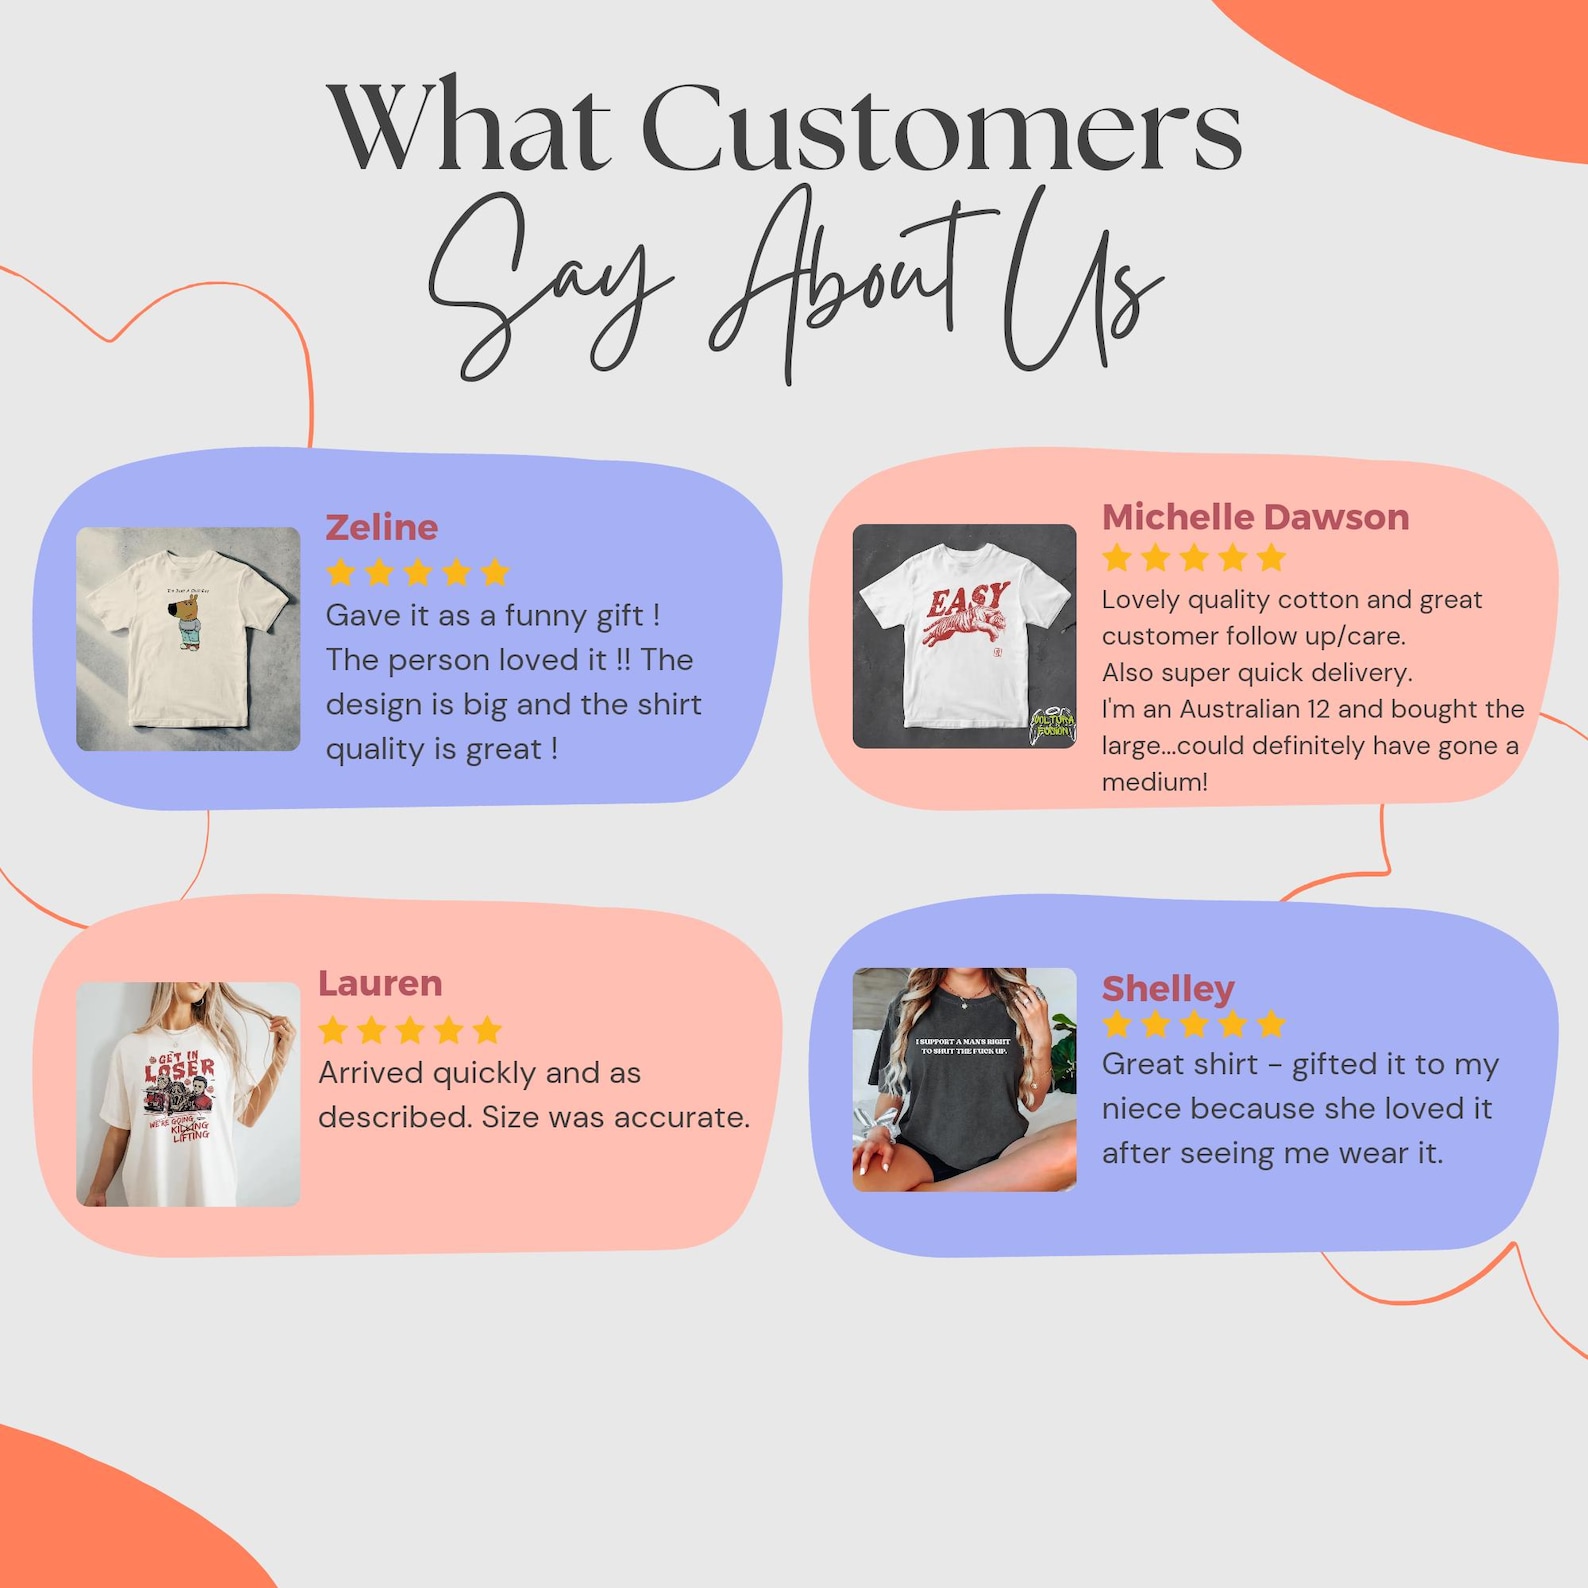 What Customers
Say About Us
Zeline
Gave it as a funny gift !
The person loved it !! The
design is big and the shirt
quality is great !
I'm Just A Chill Guy
Michelle Dawson
Lovely quality cotton and great
customer follow up/care.
Also super quick delivery.
I'm an Australian 12 and bought the
large...could definitely have gone a
medium!
EASY
VOLTURA
FUSION
Lauren
Arrived quickly and as
described. Size was accurate.
GET IN
LOSER
WE'RE GOING
KILLING
LIFTING
Shelley
Great shirt – gifted it to my
niece because she loved it
after seeing me wear it.
I SUPPORT A MAN'S RIGHT
TO SHUT THE FUCK UP.